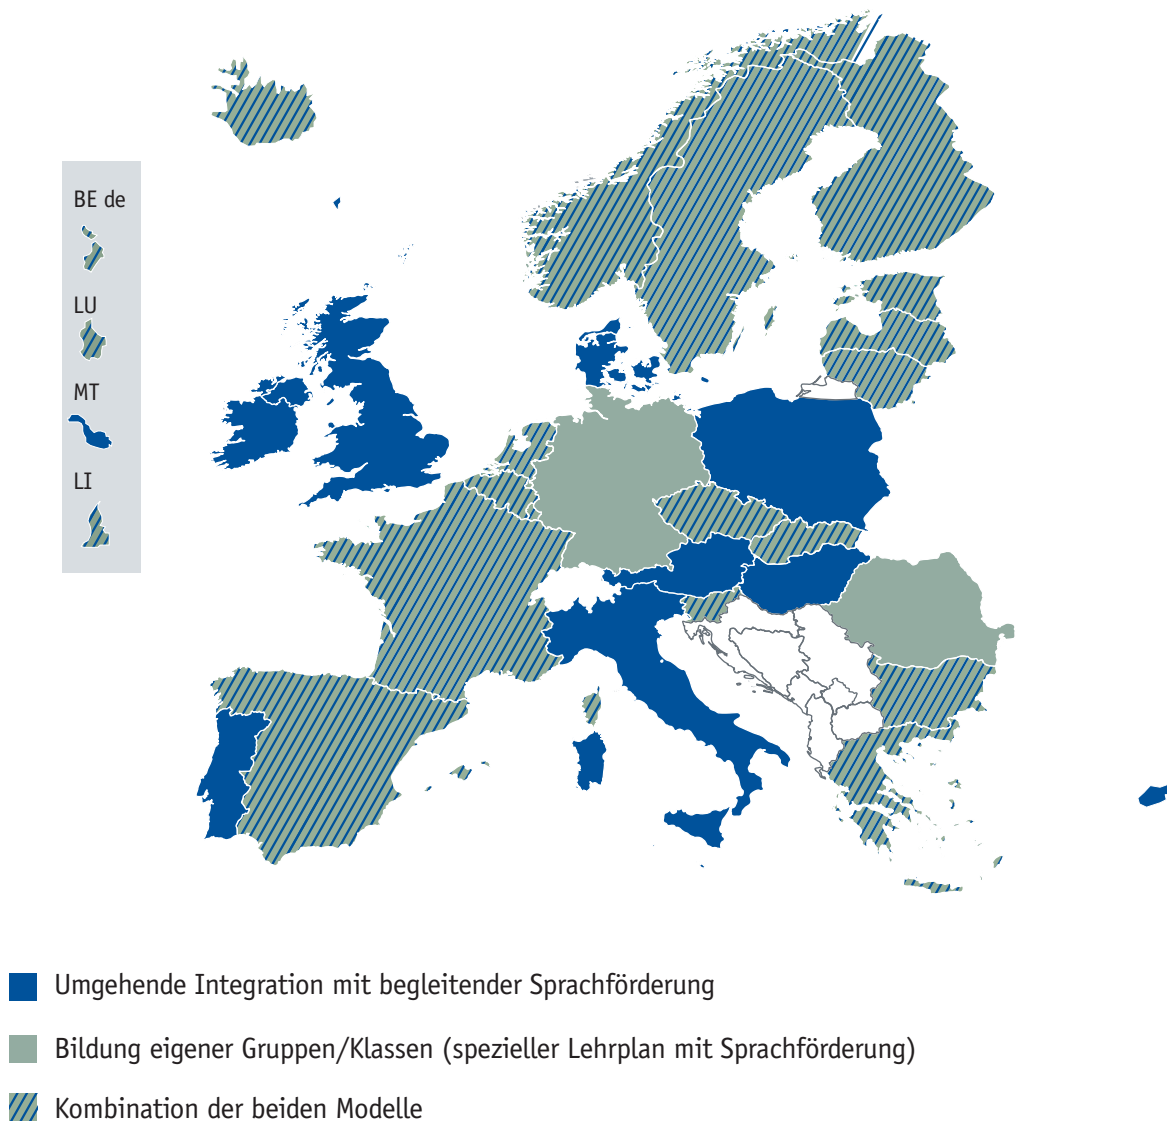 BE de
LU
MT
LI
Umgehende Integration mit begleitender Sprachförderung
Bildung eigener Gruppen/Klassen (spezieller Lehrplan mit Sprachförderung)
Kombination der beiden Modelle